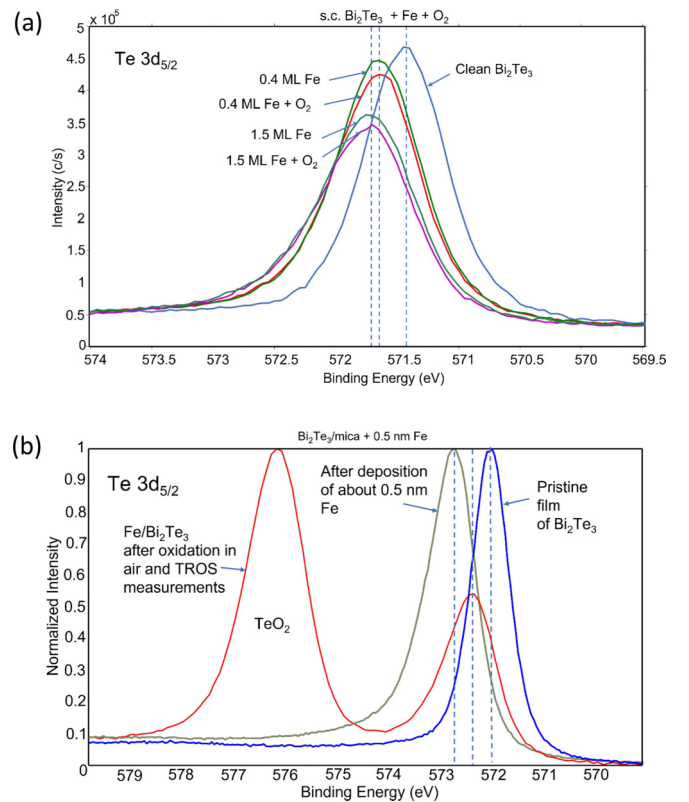 (a)
s.c. Bi₂Te₃ + Fe + O₂
x 10⁵
Te 3d₅/₂
0.4 ML Fe
0.4 ML Fe + O₂
1.5 ML Fe
1.5 ML Fe + O₂
Clean Bi₂Te₃
Intensity (c/s)
5
4.5
4
3.5
3
2.5
2
1.5
1
0.5
0
574 573.5 573 572.5 572 571.5 571 570.5 570 569.5
Binding Energy (eV)
(b)
Bi₂Te₃/mica + 0.5 nm Fe
Te 3d₅/₂
After deposition
of about 0.5 nm
Fe
Pristine
film
of Bi₂Te₃
Fe/Bi₂Te₃
after oxidation in
air and TROS
measurements
TeO₂
Normalized Intensity
1
0.9
0.8
0.7
0.6
0.5
0.4
0.3
0.2
0.1
0
579 578 577 576 575 574 573 572 571 570
Binding Energy (eV)